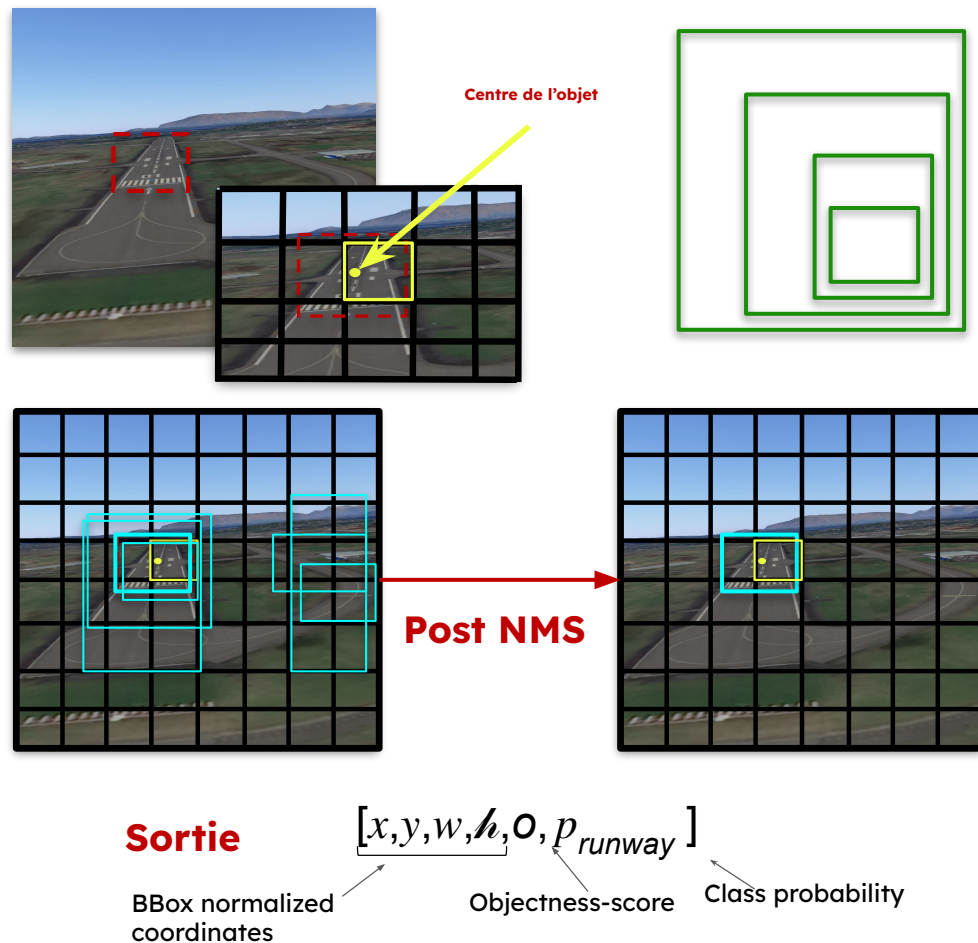 Centre de l'objet
Post NMS
Sortie
[x,y,w,h,o, p_runway ]
BBox normalized
coordinates
Objectness-score
Class probability